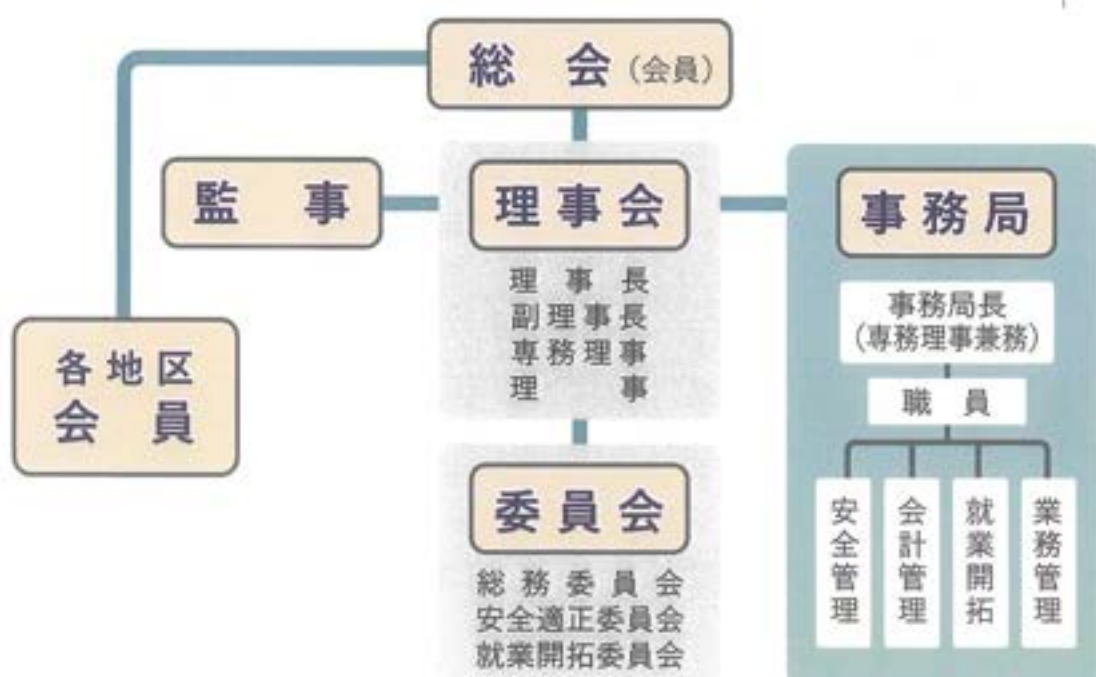 総会(会員)
監事
理事会
理事長
副理事長
専務理事
理事
事務局
事務局長
(専務理事兼務)
職員
安全管理
会計管理
就業開拓
業務管理
各地区
会員
委員会
総務委員会
安全適正委員会
就業開拓委員会